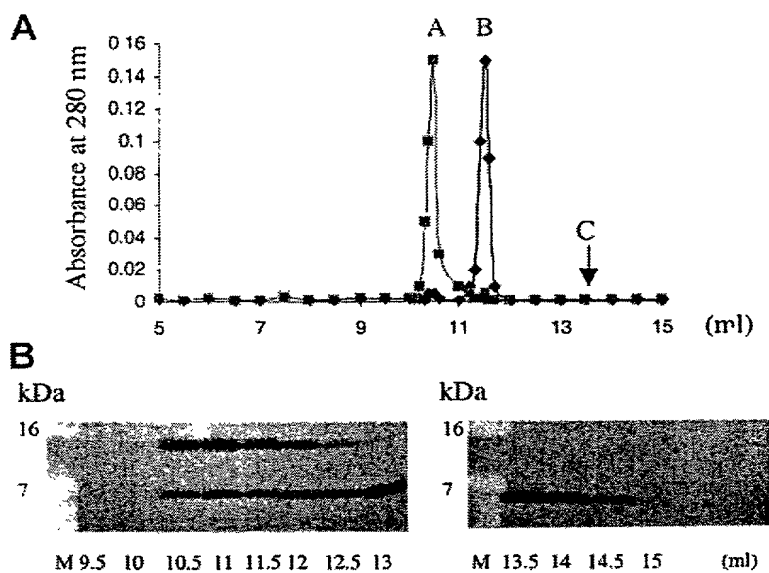 A
A B
Absorbance at 280 nm
0.16
0.14
0.12
0.1
0.08
0.06
0.04
0.02
0
C
5 7 9 11 13 15 (ml)
B
kDa kDa
16 16
7 7
M 9.5 10 10.5 11 11.5 12 12.5 13 M 13.5 14 14.5 15 (ml)